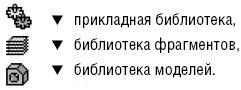 ▼ прикладная библиотека,
▼ библиотека фрагментов,
▼ библиотека моделей.